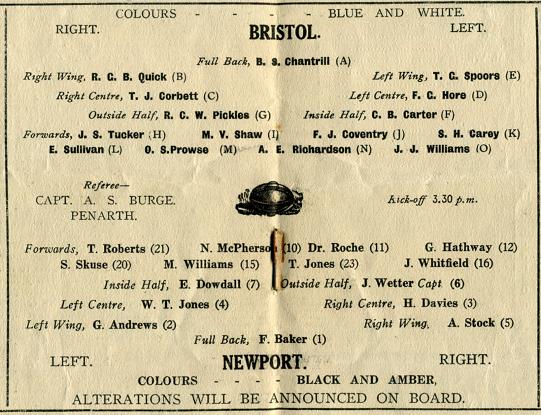 COLOURS - - - - BLUE AND WHITE.
RIGHT. BRISTOL. LEFT.
Full Back, B. S. Chantrill (A)
Right Wing, R. C. B. Quick (B) Left Wing, T. C. Spoors (E)
Right Centre, T. J. Corbett (C) Left Centre, F. C. Hore (D)
Outside Half, R. C. W. Pickles (G) Inside Half, C. B. Carter (F)
Forwards, J. S. Tucker (H) M. V. Shaw (I) F. J. Coventry (J) S. H. Carey (K)
E. Sullivan (L) O. S. Prowse (M) A. E. Richardson (N) J. J. Williams (O)
Referee—
CAPT. A. S. BURGE.
PENARTH.
Kick-off 3.30 p.m.
Forwards, T. Roberts (21) N. McPherson (10) Dr. Roche (11) G. Hathway (12)
S. Skuse (20) M. Williams (15) T. Jones (23) J. Whitfield (16)
Inside Half, E. Dowdall (7) Outside Half, J. Wetter Capt (6)
Left Centre, W. T. Jones (4) Right Centre, H. Davies (3)
Left Wing, G. Andrews (2) Right Wing, A. Stock (5)
Full Back, F. Baker (1)
LEFT. NEWPORT. RIGHT.
COLOURS - - - - BLACK AND AMBER,
ALTERATIONS WILL BE ANNOUNCED ON BOARD.